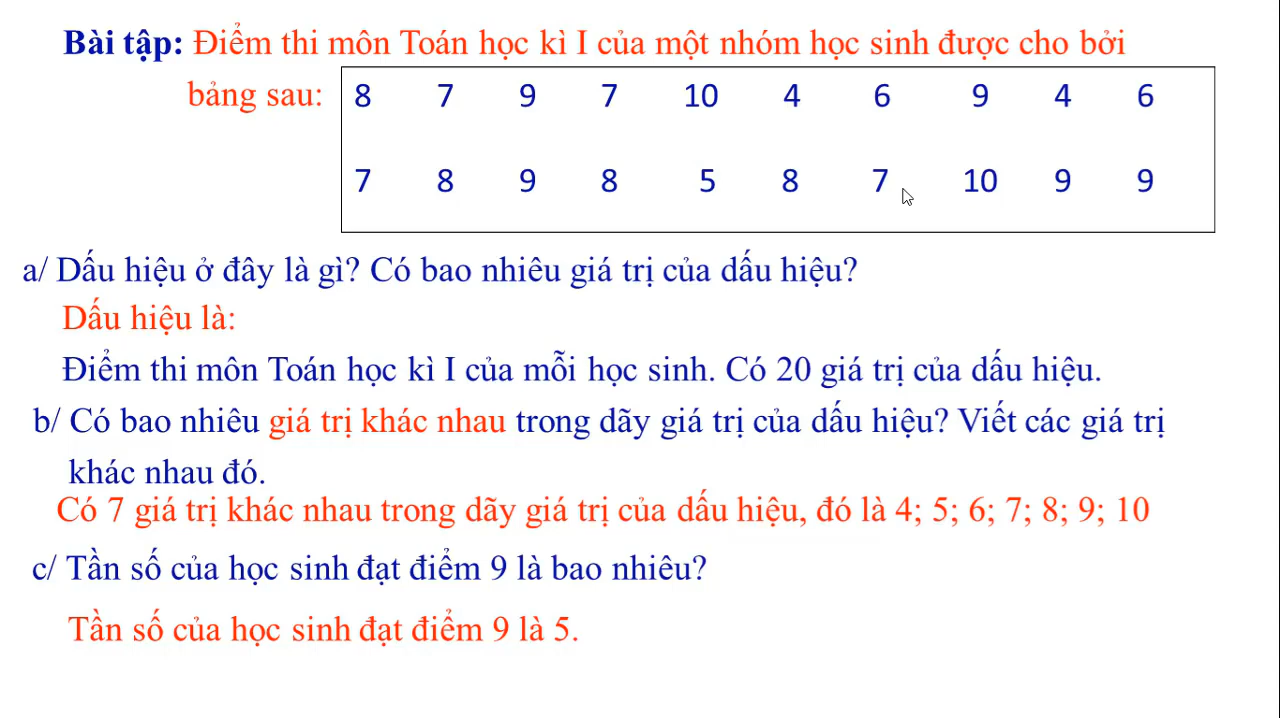 Bài tập: Điểm thi môn Toán học kì I của một nhóm học sinh được cho bởi
bảng sau:
8 7 9 7 10 4 6 9 4 6
7 8 9 8 5 8 7 10 9 9
a/ Dấu hiệu ở đây là gì? Có bao nhiêu giá trị của dấu hiệu?
Dấu hiệu là:
Điểm thi môn Toán học kì I của mỗi học sinh. Có 20 giá trị của dấu hiệu.
b/ Có bao nhiêu giá trị khác nhau trong dãy giá trị của dấu hiệu? Viết các giá trị
khác nhau đó.
Có 7 giá trị khác nhau trong dãy giá trị của dấu hiệu, đó là 4; 5; 6; 7; 8; 9; 10
c/ Tần số của học sinh đạt điểm 9 là bao nhiêu?
Tần số của học sinh đạt điểm 9 là 5.